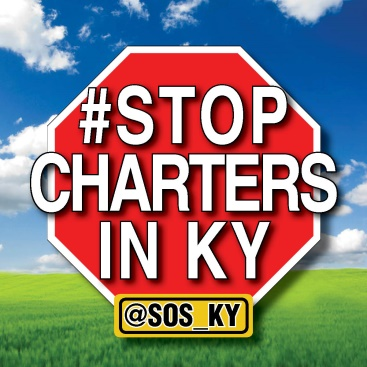 #STOP
CHARTERS
IN KY
@SOS_KY